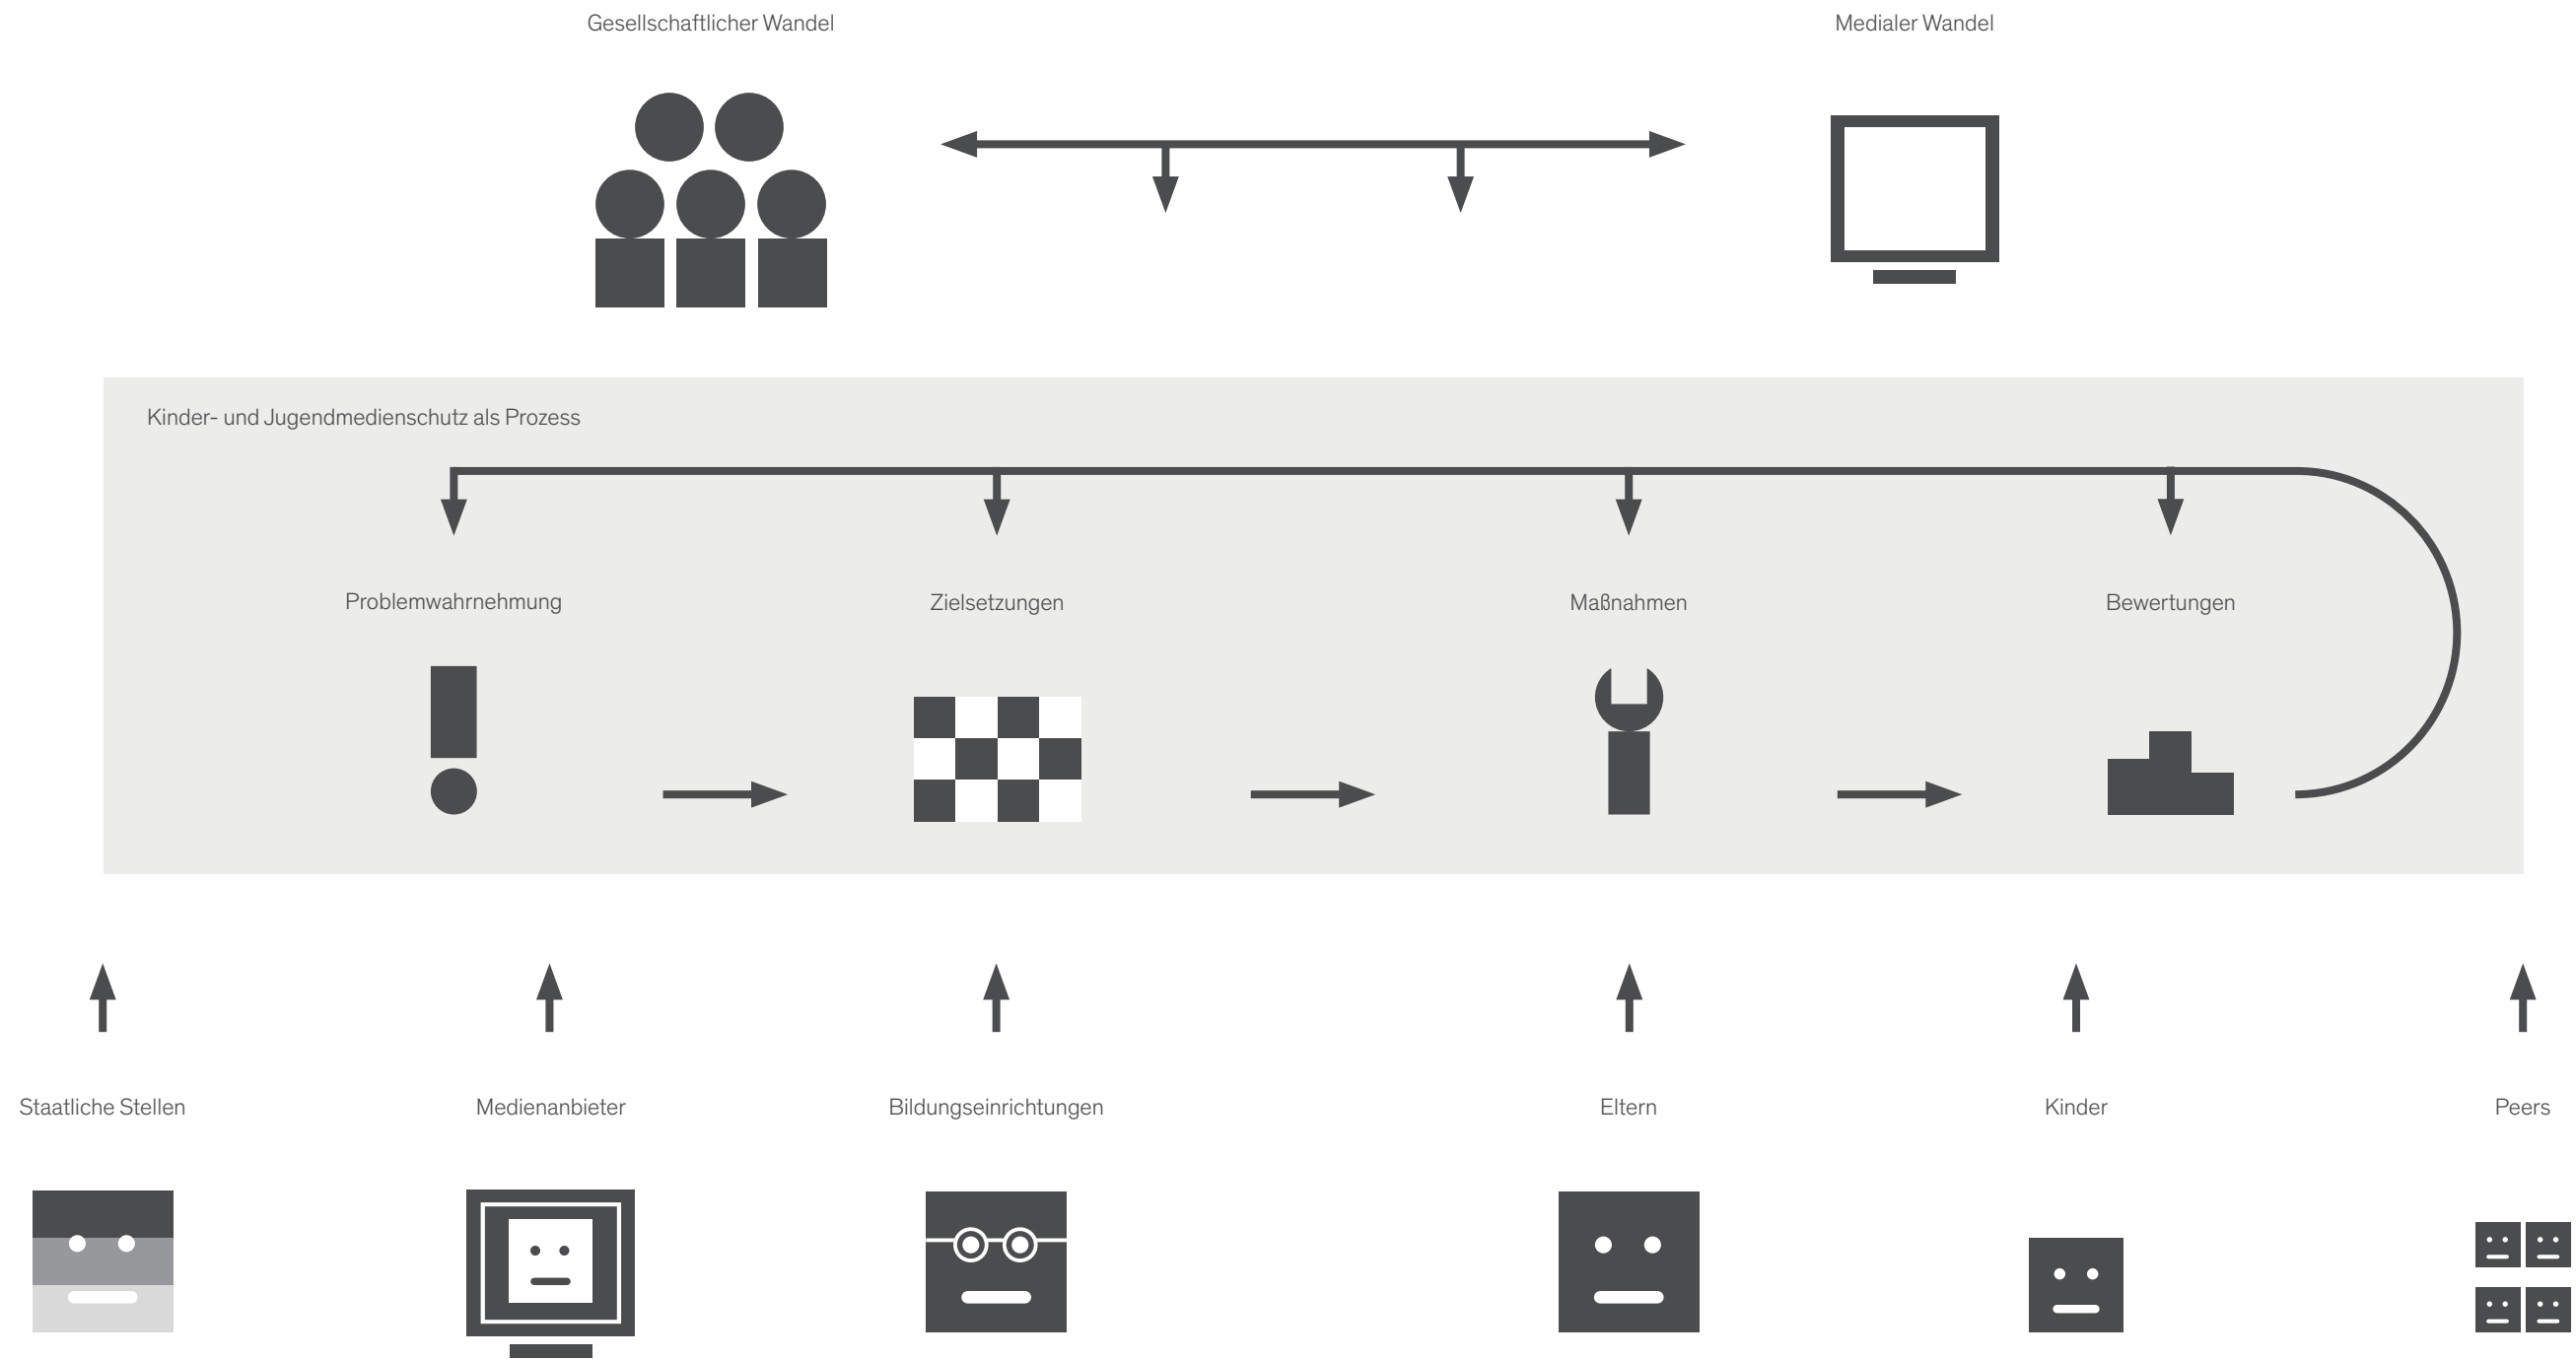 Gesellschaftlicher Wandel
Medialer Wandel
Kinder- und Jugendmedienschutz als Prozess
Problemwahrnehmung
Zielsetzungen
Maßnahmen
Bewertungen
Staatliche Stellen
Medienanbieter
Bildungseinrichtungen
Eltern
Kinder
Peers